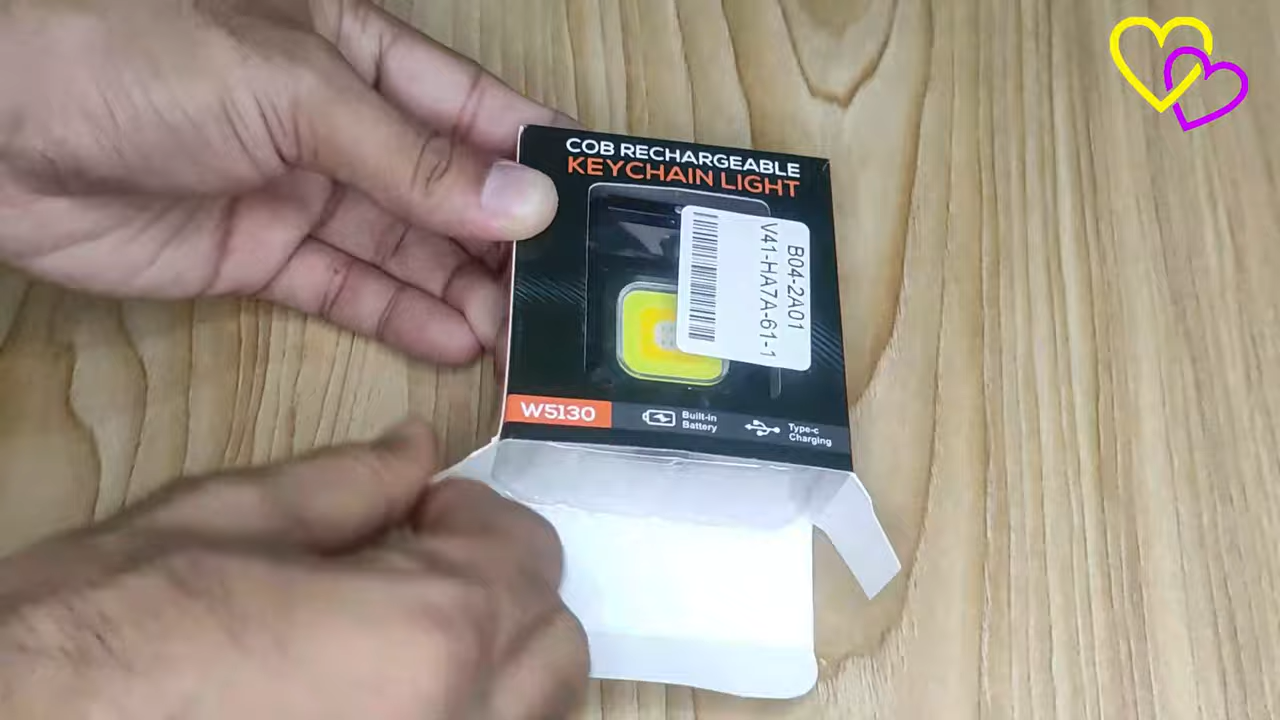 COB RECHARGEABLE
KEYCHAIN LIGHT
B04-2A01
V41-HA7A-61-1
W5130
Built-in
Battery
Type-c
Charging